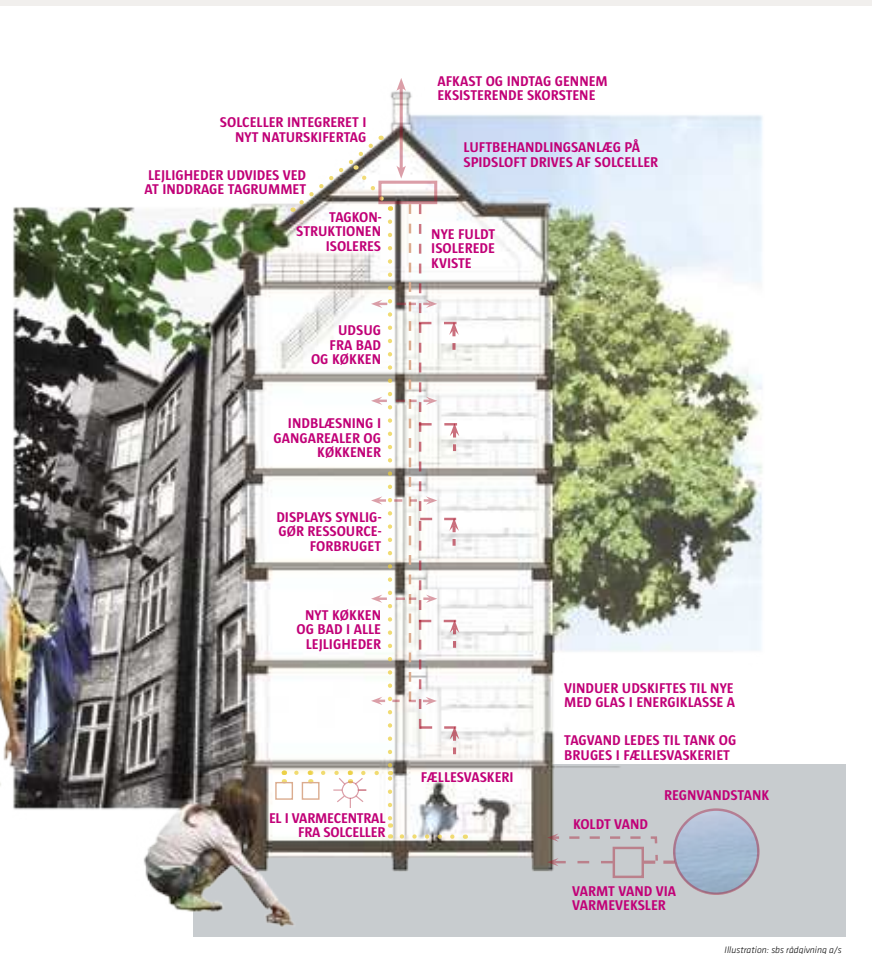 AFKAST OG INDTAG GENNEM
EKSISTERENDE SKORSTENE
SOLCELLER INTEGRERET I
NYT NATURSKIFERTAG
LUFTBEHANDLINGSANLÆG PÅ
SPIDSLOFT DRIVES AF SOLCELLER
LEJLIGHEDER UDVIDES VED
AT INDDRAGE TAGRUMMET
TAGKON-
STRUKTIONEN
ISOLERES
NYE FULDT
ISOLEREDE
KVISTE
UDSUG
FRA BAD
OG KØKKEN
INDBLÆSNING I
GANGAREALER OG
KØKKENER
DISPLAYS SYNLIG-
GØR RESSOURCE-
FORBRUGET
NYT KØKKEN
OG BAD I ALLE
LEJLIGHEDER
VINDUER UDSKIFTES TIL NYE
MED GLAS I ENERGIKLASSE A
TAGVAND LEDES TIL TANK OG
BRUGES I FÆLLESVASKERIET
FÆLLESVASKERI
EL I VARMECENTRAL
FRA SOLCELLER
REGNVANDSTANK
KOLDT VAND
VARMT VAND VIA
VARMEVEKSLER
Illustration: sbs rådgivning a/s